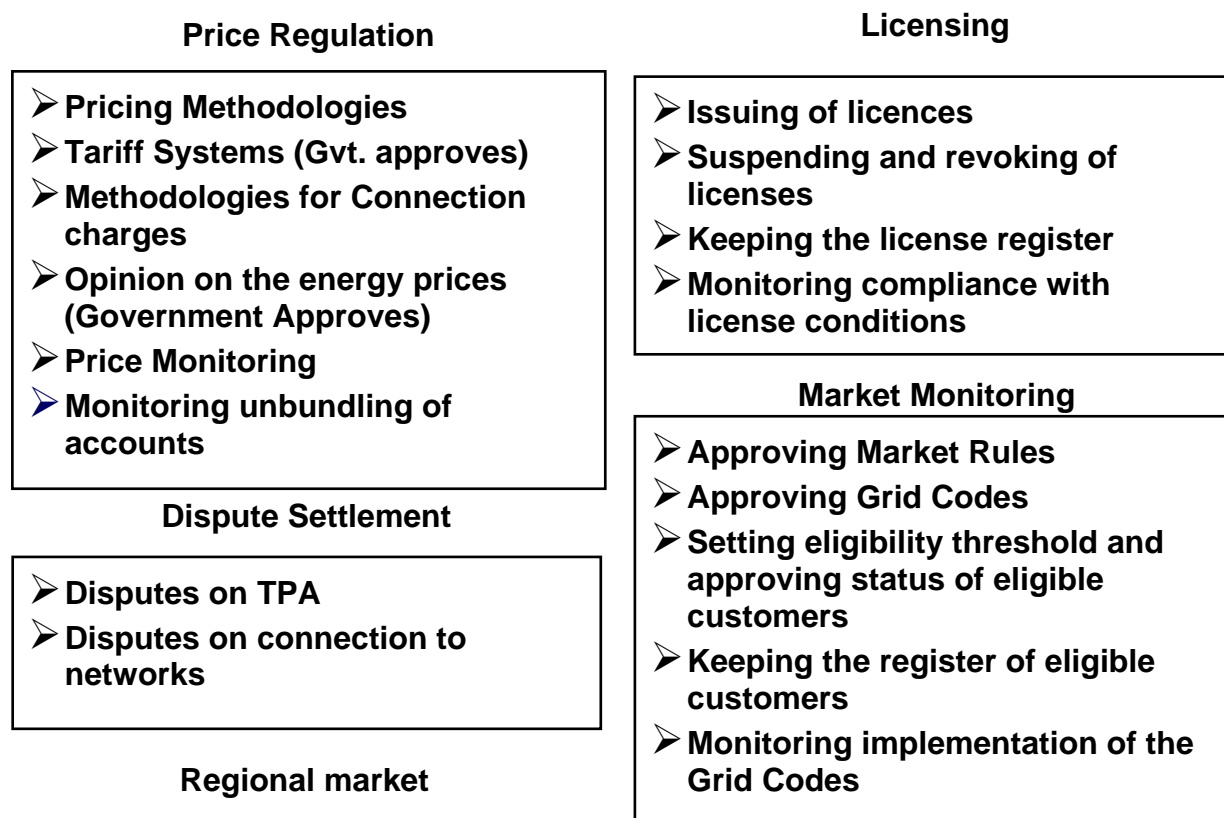 Price Regulation
➢ Pricing Methodologies
➢ Tariff Systems (Gvt. approves)
➢ Methodologies for Connection
charges
➢ Opinion on the energy prices
(Government Approves)
➢ Price Monitoring
➢ Monitoring unbundling of
accounts
Dispute Settlement
➢ Disputes on TPA
➢ Disputes on connection to
networks
Regional market
Licensing
➢ Issuing of licences
➢ Suspending and revoking of
licenses
➢ Keeping the license register
➢ Monitoring compliance with
license conditions
Market Monitoring
➢ Approving Market Rules
➢ Approving Grid Codes
➢ Setting eligibility threshold and
approving status of eligible
customers
➢ Keeping the register of eligible
customers
➢ Monitoring implementation of the
Grid Codes